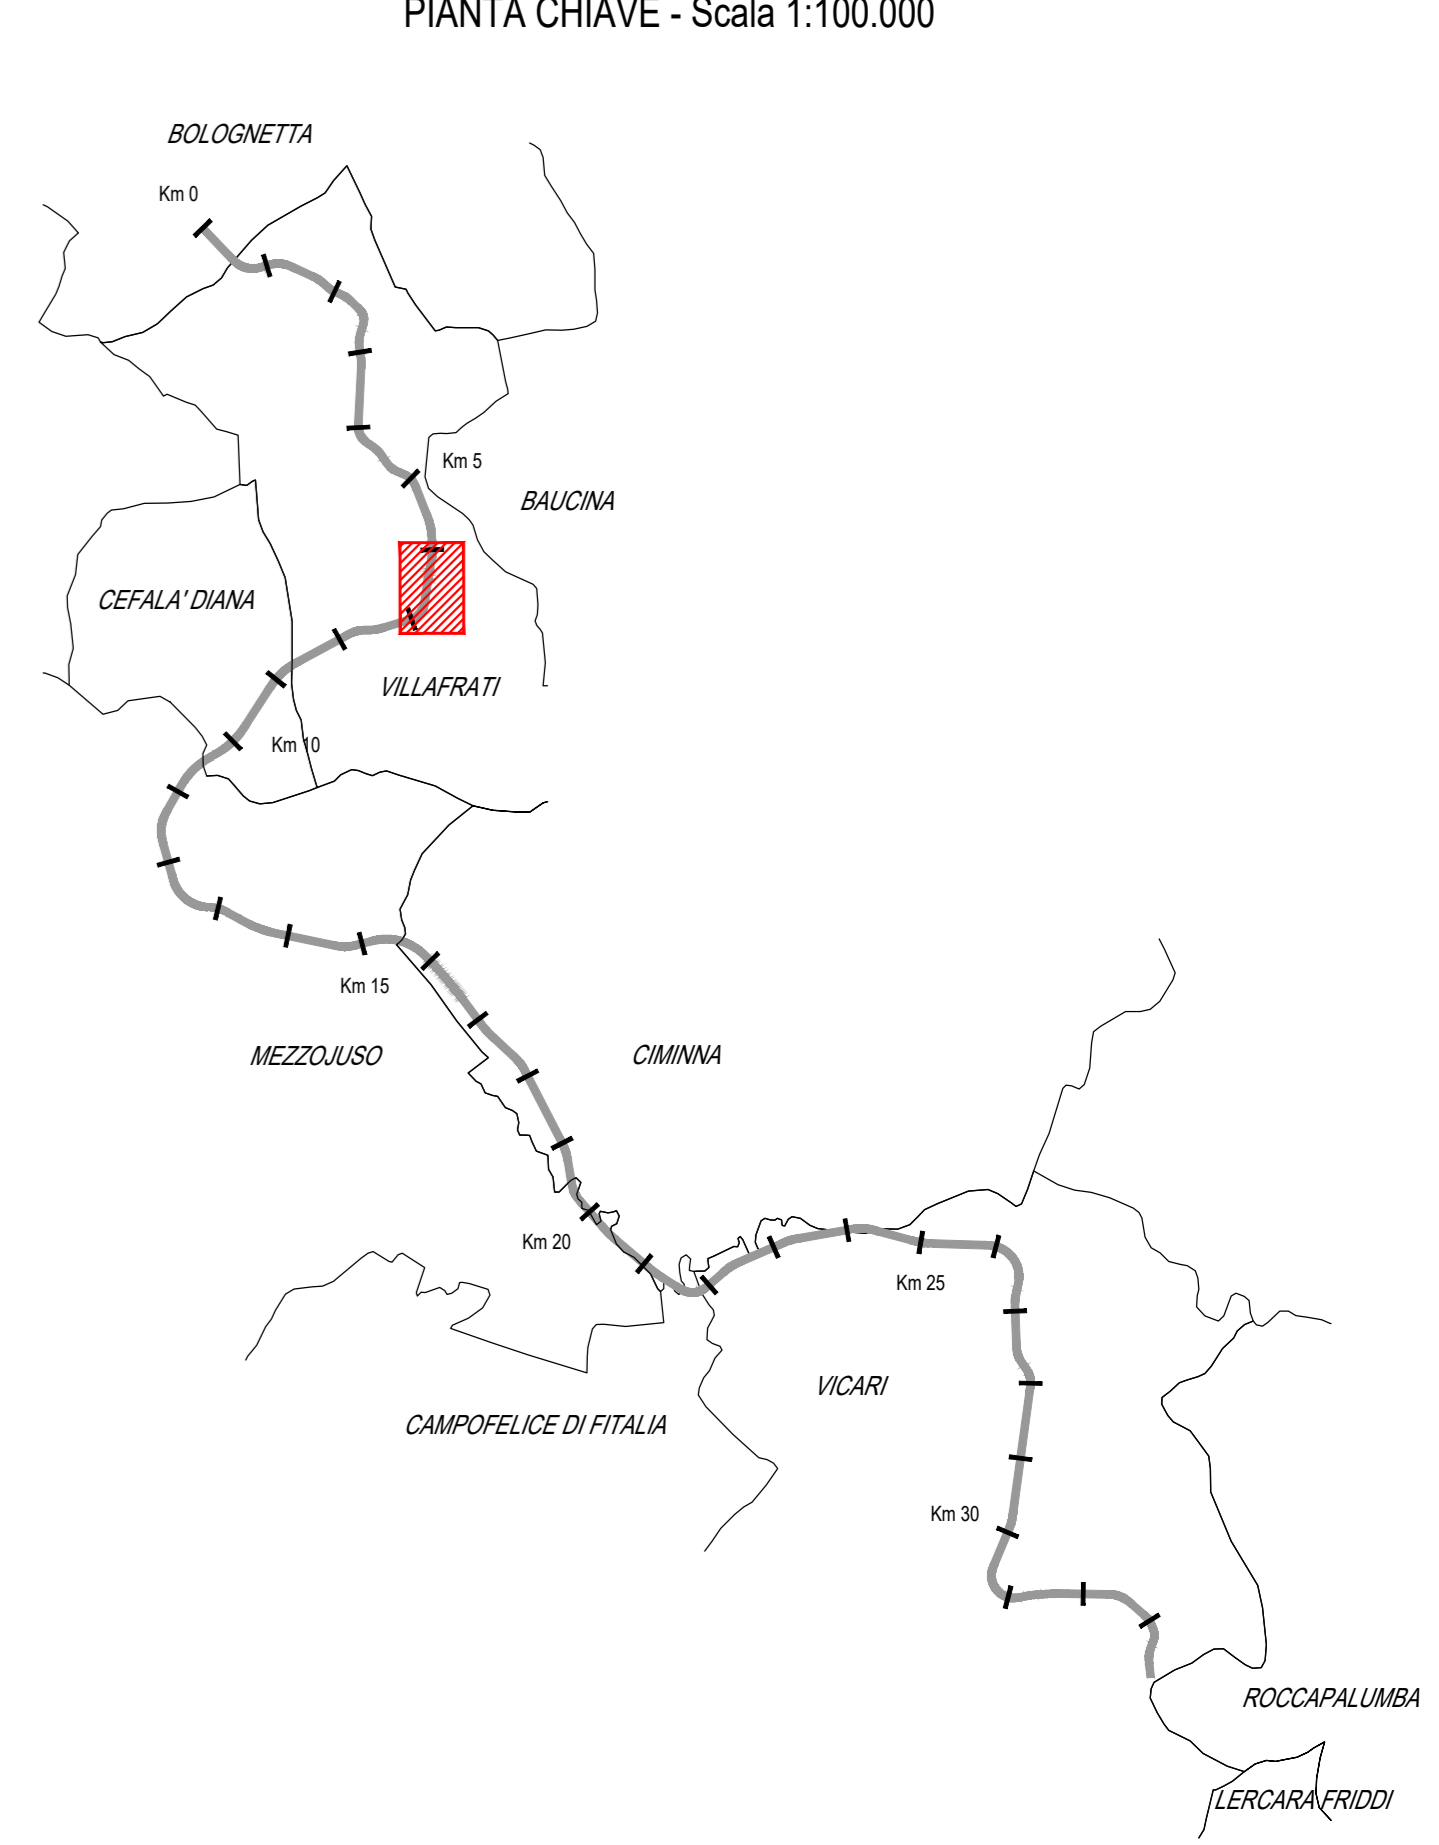 PIANTA CHIAVE - Scala 1:100.000
BOLOGNETTA
Km 0
Km 5
BAUCINA
CEFALA' DIANA
VILLAFRATI
Km 10
Km 15
MEZZOJUSO
CIMINNA
Km 20
Km 25
VICARI
CAMPOFELICE DI FITALIA
Km 30
ROCCAPALUMBA
LERCARA FRIDDI